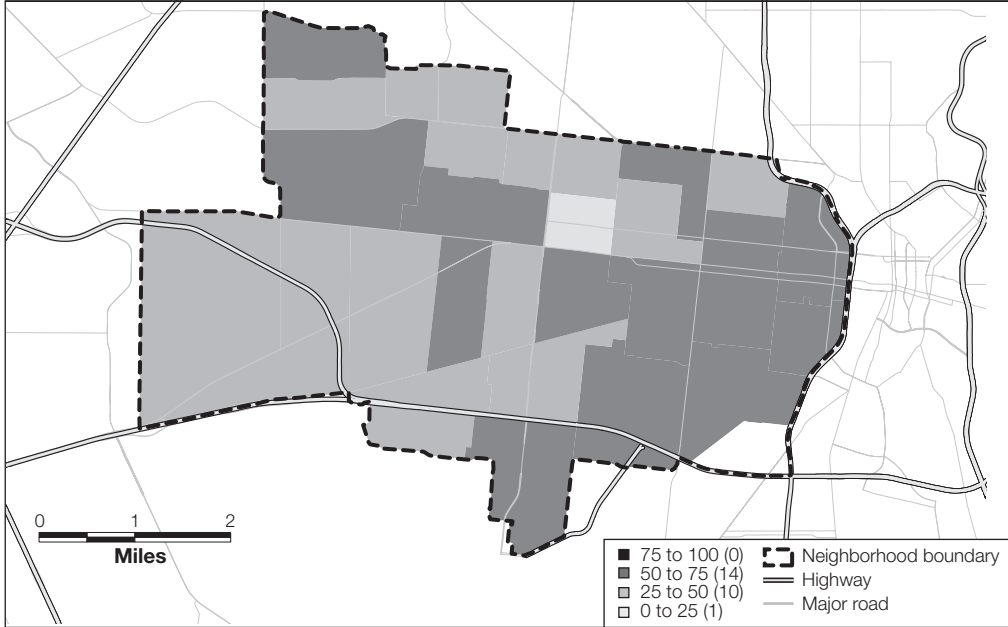 0 1 2
Miles
75 to 100 (0)
50 to 75 (14)
25 to 50 (10)
0 to 25 (1)
Neighborhood boundary
Highway
Major road